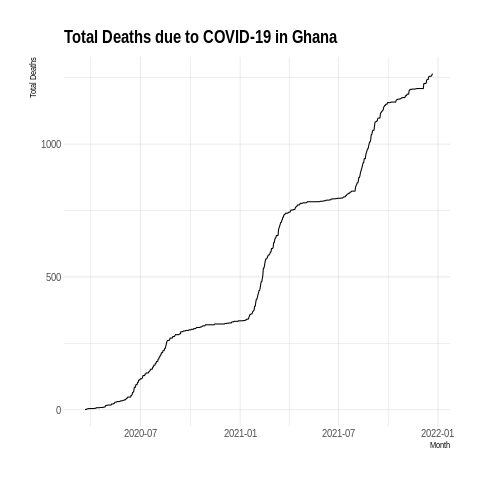 Total Deaths due to COVID-19 in Ghana
Total Deaths
1000
500
0
2020-07 2021-01 2021-07 2022-01
Month